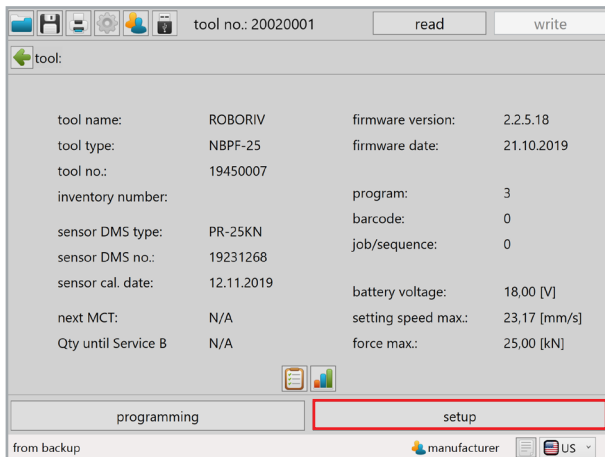 tool no.: 20020001 read write
tool:
tool name: ROBORIV firmware version: 2.2.5.18
tool type: NBPF-25 firmware date: 21.10.2019
tool no.: 19450007
inventory number: program: 3
barcode: 0
sensor DMS type: PR-25KN
job/sequence: 0
sensor DMS no.: 19231268
sensor cal. date: 12.11.2019
battery voltage: 18,00 [V]
next MCT: N/A setting speed max.: 23,17 [mm/s]
Qty until Service B N/A force max.: 25,00 [kN]
programming setup
from backup manufacturer US